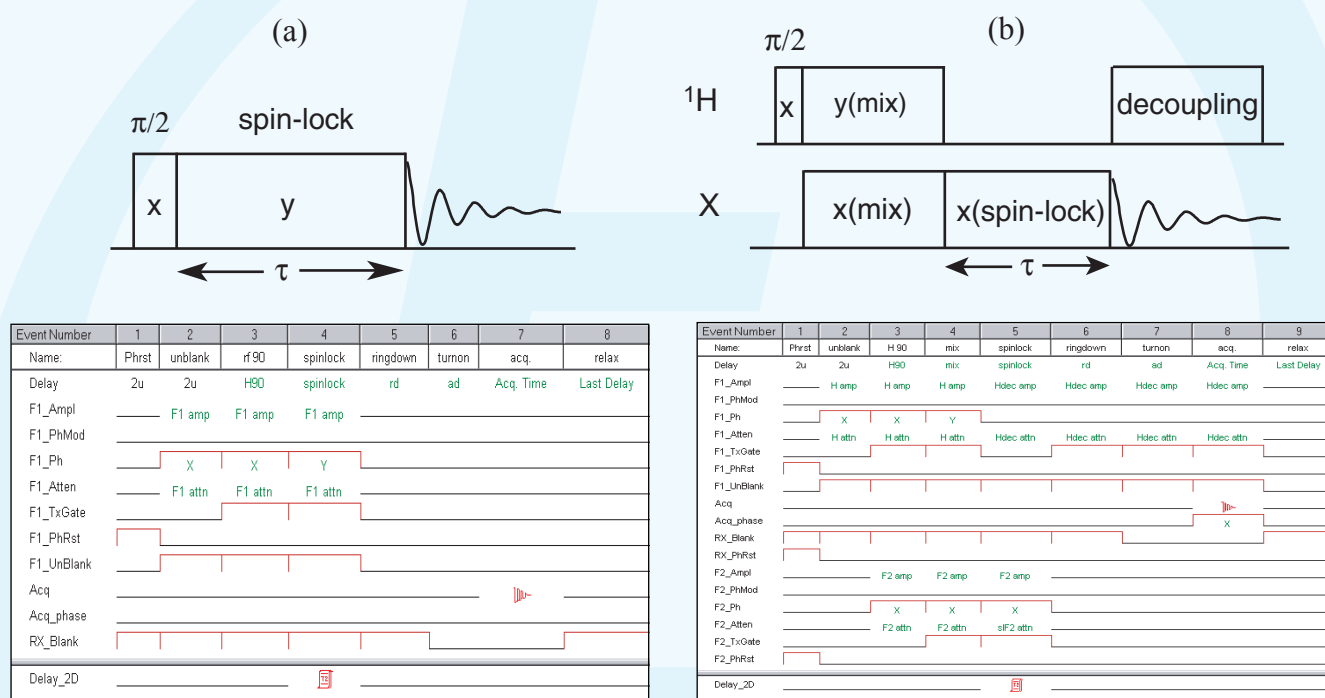 (a)
π/2 spin-lock
x y
τ
(b)
π/2
¹H x y(mix) decoupling
X x(mix) x(spin-lock)
τ
Event Number 1 2 3 4 5 6 7 8
Name: Phrst unblank rf 90 spinlock ringdown turnon acq. relax
Delay 2u 2u H90 spinlock rd ad Acq. Time Last Delay
F1_Ampl F1 amp F1 amp F1 amp
F1_PhMod
F1_Ph X X Y
F1_Atten F1 attn F1 attn F1 attn
F1_TxGate
F1_PhRst
F1_UnBlank
Acq
Acq_phase
RX_Blank
Delay_2D
Event Number 1 2 3 4 5 6 7 8 9
Name: Phrst unblank H 90 mix spinlock ringdown turnon acq. relax
Delay 2u 2u H90 mix spinlock rd ad Acq. Time Last Delay
F1_Ampl H amp H amp H amp Hdec amp Hdec amp Hdec amp Hdec amp
F1_PhMod
F1_Ph X X Y
F1_Atten H attn H attn H attn Hdec attn Hdec attn Hdec attn Hdec attn
F1_TxGate
F1_PhRst
F1_UnBlank
Acq
Acq_phase X
RX_Blank
RX_PhRst
F2_Ampl F2 amp F2 amp F2 amp
F2_PhMod
F2_Ph X X X
F2_Atten F2 attn F2 attn slF2 attn
F2_TxGate
F2_PhRst
Delay_2D